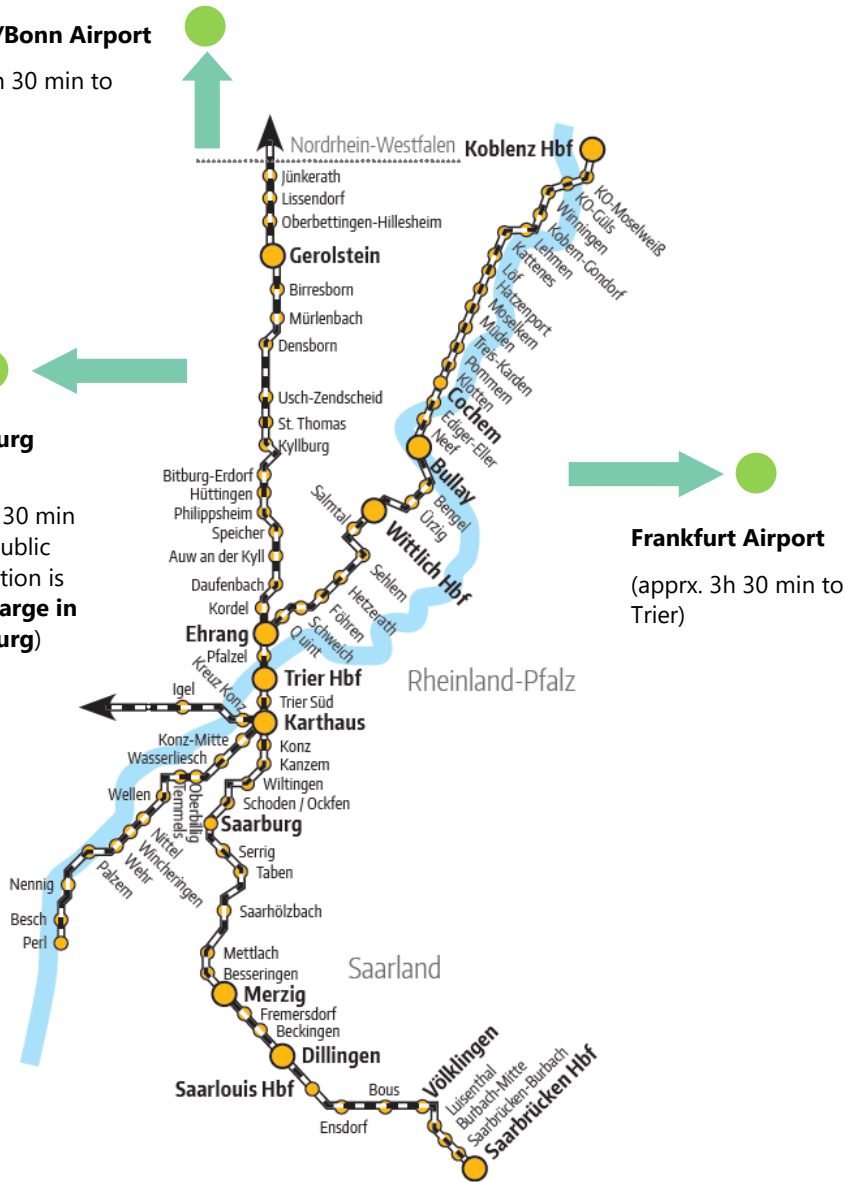 /Bonn Airport
30 min to
Nordrhein-Westfalen
Koblenz Hbf
KO-Moselweiß
KO-Güls
Winningen
Kobern-Gondorf
Lehmen
Kattenes
Löf
Hatzenport
Moselkern
Müden
Treis-Karden
Pommern
Klotten
Cochem
Ediger-Eller
Neef
Bullay
Bengel
Ürzig
Wittlich Hbf
Salmtal
Sehlem
Hetzerath
Föhren
Schweich
Quint
Jünkerath
Lissendorf
Oberbettingen-Hillesheim
Gerolstein
Birresborn
Mürlenbach
Densborn
Usch-Zendscheid
St. Thomas
Kyllburg
Bitburg-Erdorf
Hüttingen
Philippsheim
Speicher
Auw an der Kyll
Daufenbach
Kordel
Ehrang
Pfalzel
Trier Hbf
Trier Süd
Kreuz Konz
Igel
Karthaus
Konz-Mitte
Wasserliesch
Oberbillig
Temmels
Wellen
Nittel
Wincheringen
Wehr
Palzem
Nennig
Besch
Perl
Konz
Kanzem
Wiltingen
Schoden / Ockfen
Saarburg
Serrig
Taben
Saarhölzbach
Mettlach
Besseringen
Merzig
Fremersdorf
Beckingen
Dillingen
Saarlouis Hbf
Ensdorf
Bous
Völklingen
Luisenthal
Burbach-Mitte
Saarbrücken-Burbach
Saarbrücken Hbf
Rheinland-Pfalz
Saarland
urg
30 min
ublic
tion is
arge in
urg)
Frankfurt Airport
(apprx. 3h 30 min to
Trier)